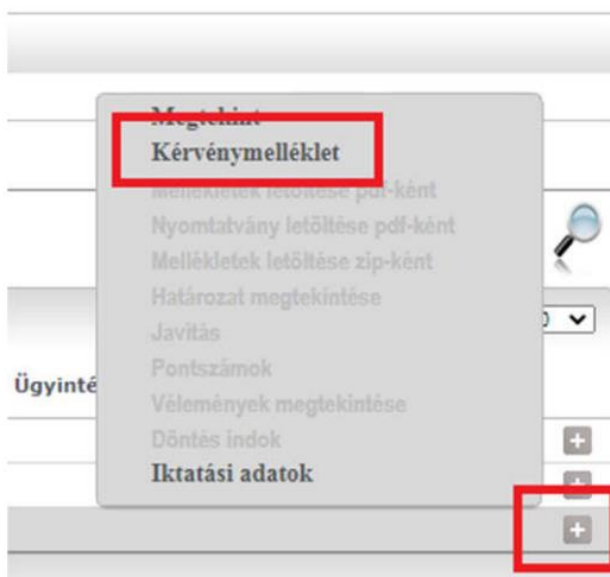 Megtekint
Kérvénymelléklet
Mellékletek letöltése pdf-ként
Nyomtatvány letöltése pdf-ként
Mellékletek letöltése zip-ként
Határozat megtekintése
Javítás
Pontszámok
Ügyinté
Vélemények megtekintése
Döntés indok
Iktatási adatok